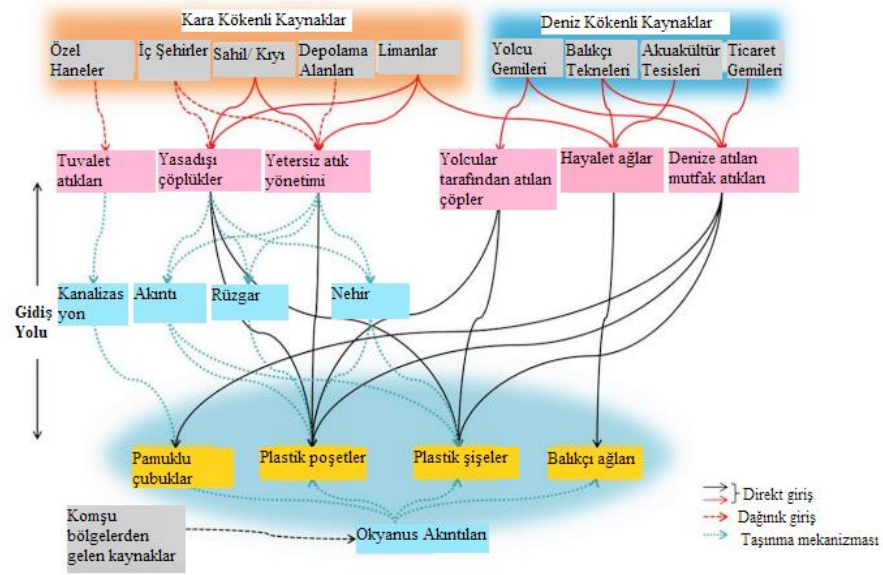 Kara Kökenli Kaynaklar
Deniz Kökenli Kaynaklar
Özel
Haneler
İç Şehirler
Sahil/ Kıyı
Depolama
Alanları
Limanlar
Yolcu
Gemileri
Balıkçı
Tekneleri
Akuakültür
Tesisleri
Ticaret
Gemileri
Tuvalet
atıkları
Yasadışı
çöplükler
Yetersiz atık
yönetimi
Yolcular
tarafından atılan
çöpler
Hayalet ağlar
Denize atılan
mutfak atıkları
Gidiş
Yolu
Kanalizas
yon
Akıntı
Rüzgar
Nehir
Pamuklu
çubuklar
Plastik poşetler
Plastik şişeler
Balıkçı ağları
Komşu
bölgelerden
gelen kaynaklar
Okyanus Akıntıları
Direkt giriş
Dağınık giriş
Taşınma mekanizması